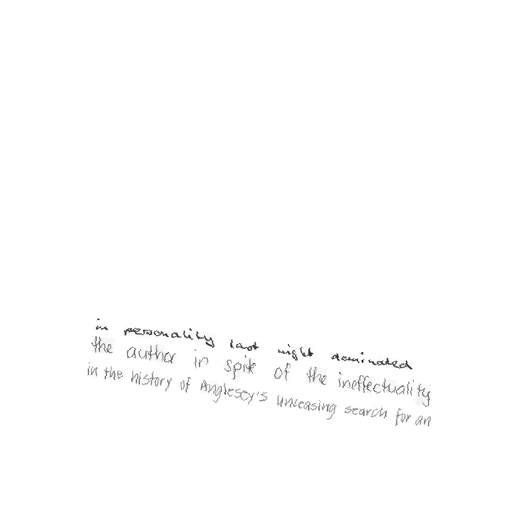 in personality last night dominated
the author in spite of the ineffectuality
in the history of Anglesey's unceasing search for an